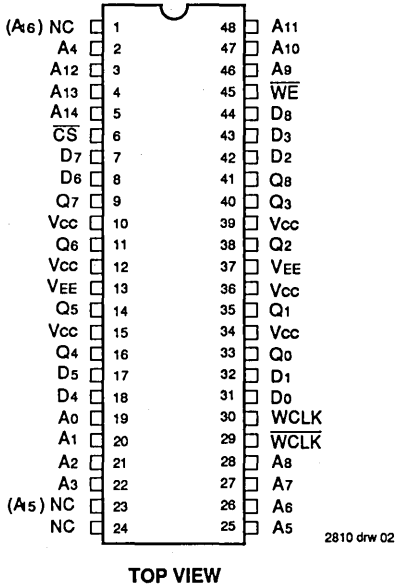 (A16) NC 1 48 A11
A4 2 47 A10
A12 3 46 A9
A13 4 45 W̅E̅
A14 5 44 D8
C̅S̅ 6 43 D3
D7 7 42 D2
D6 8 41 Q8
Q7 9 40 Q3
Vcc 10 39 Vcc
Q6 11 38 Q2
Vcc 12 37 VEE
VEE 13 36 Vcc
Q5 14 35 Q1
Vcc 15 34 Vcc
Q4 16 33 Q0
D5 17 32 D1
D4 18 31 D0
A0 19 30 WCLK
A1 20 29 W̅C̅L̅K̅
A2 21 28 A8
A3 22 27 A7
(A15) NC 23 26 A6
NC 24 25 A5
2810 drw 02
TOP VIEW